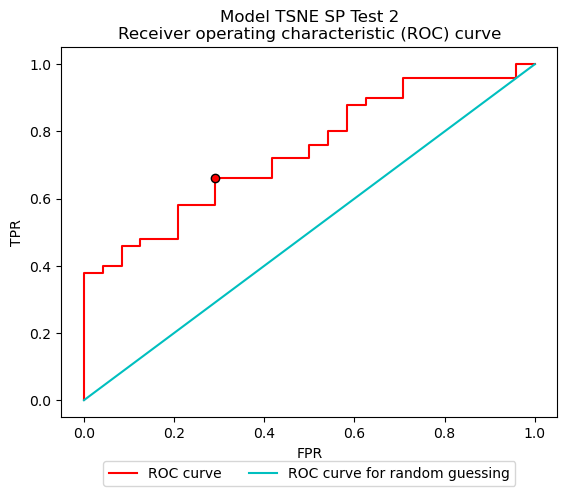 Model TSNE SP Test 2
Receiver operating characteristic (ROC) curve
1.0
0.8
0.6
0.4
0.2
0.0
TPR
0.0 0.2 0.4 0.6 0.8 1.0
FPR
ROC curve ROC curve for random guessing